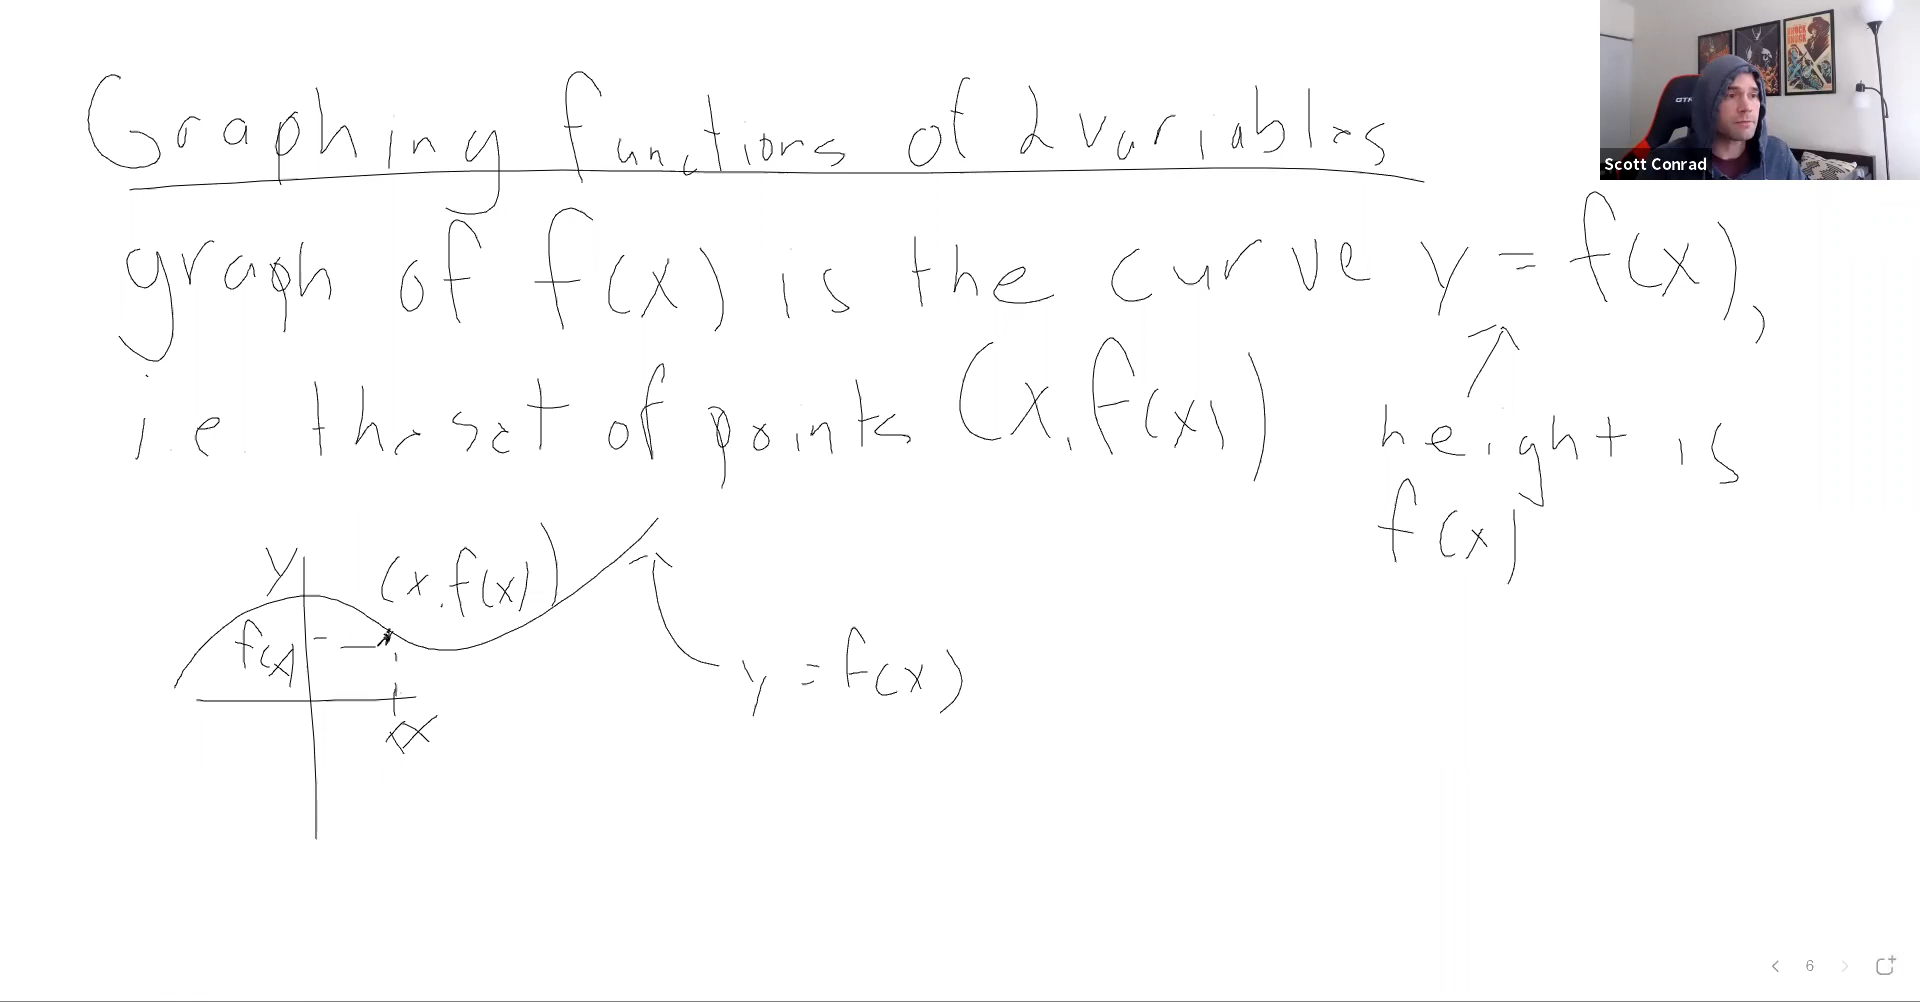 Graphing functions of 2 variables
graph of f(x) is the curve y = f(x),
i.e. the set of points (x, f(x))
height is
f(x)
y
(x, f(x))
f(x)
x
y = f(x)
Scott Conrad
6